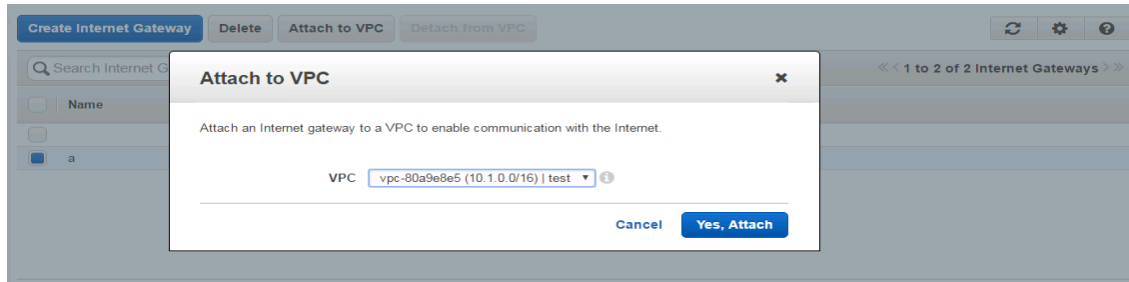 Create Internet Gateway Delete Attach to VPC Detach from VPC
Search Internet G
« < 1 to 2 of 2 Internet Gateways > »
Name
a
Attach to VPC
Attach an Internet gateway to a VPC to enable communication with the Internet.
VPC vpc-80a9e8e5 (10.1.0.0/16) | test
Cancel Yes, Attach